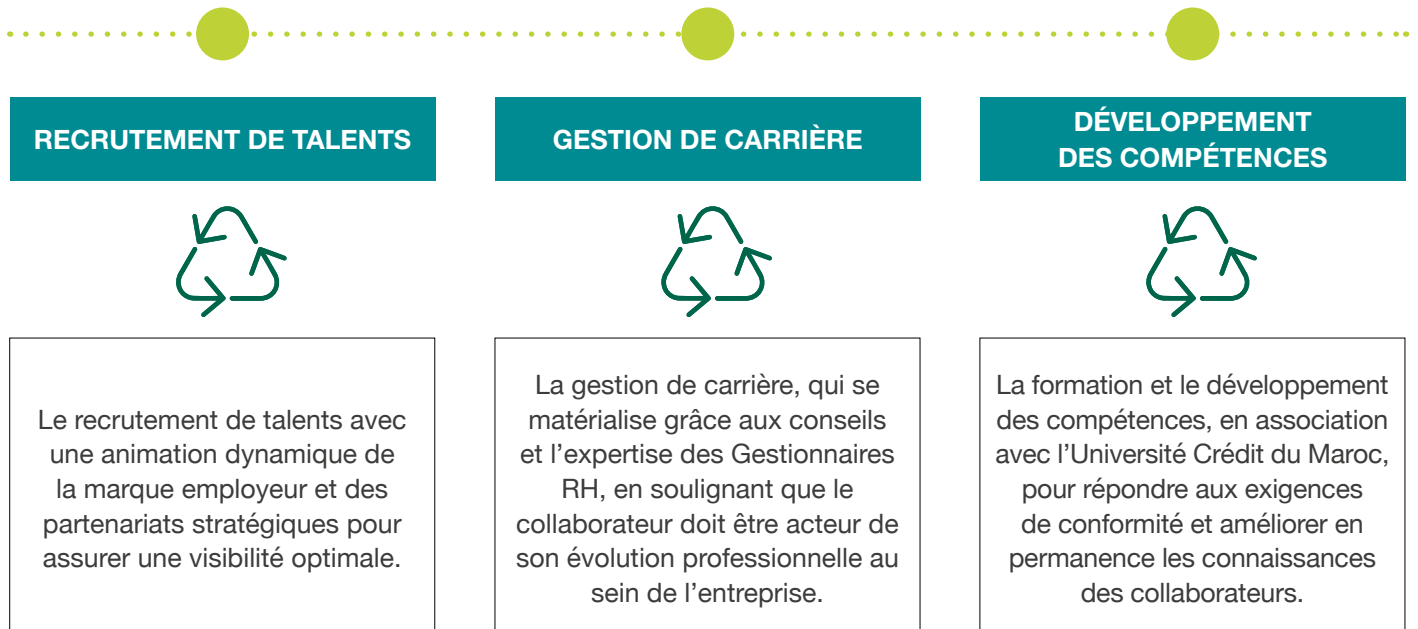 RECRUTEMENT DE TALENTS
Le recrutement de talents avec
une animation dynamique de
la marque employeur et des
partenariats stratégiques pour
assurer une visibilité optimale.
GESTION DE CARRIÈRE
La gestion de carrière, qui se
matérialise grâce aux conseils
et l’expertise des Gestionnaires
RH, en soulignant que le
collaborateur doit être acteur de
son évolution professionnelle au
sein de l’entreprise.
DÉVELOPPEMENT
DES COMPÉTENCES
La formation et le développement
des compétences, en association
avec l’Université Crédit du Maroc,
pour répondre aux exigences
de conformité et améliorer en
permanence les connaissances
des collaborateurs.